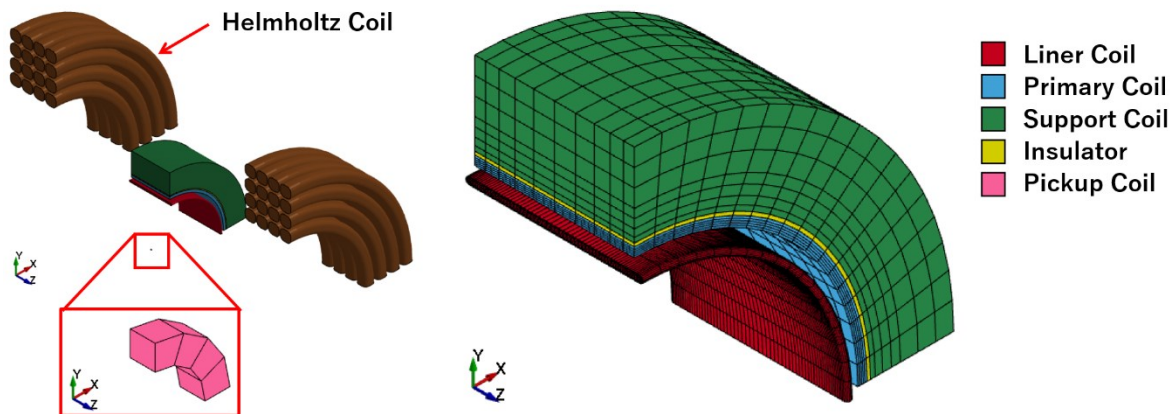 Helmholtz Coil
Y
X
Z
Y
X
Z
Y
X
Z
Liner Coil
Primary Coil
Support Coil
Insulator
Pickup Coil